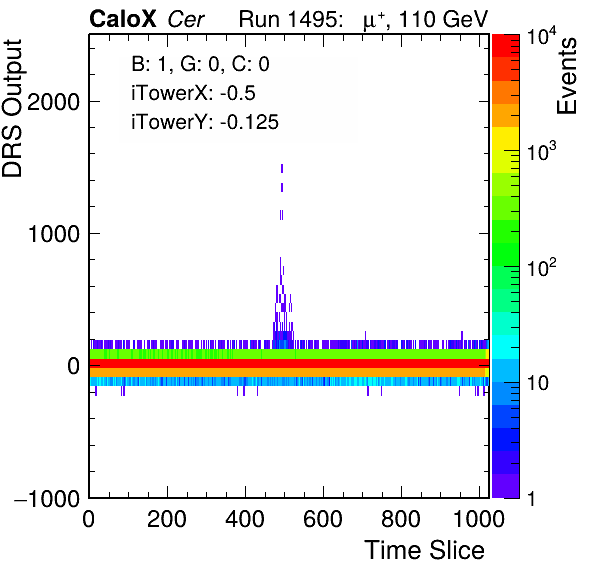 CaloX Cer Run 1495: μ⁺, 110 GeV
B: 1, G: 0, C: 0
iTowerX: -0.5
iTowerY: -0.125
DRS Output
2000
1000
0
−1000
0 200 400 600 800 1000
Time Slice
Events
10⁴
10³
10²
10
1